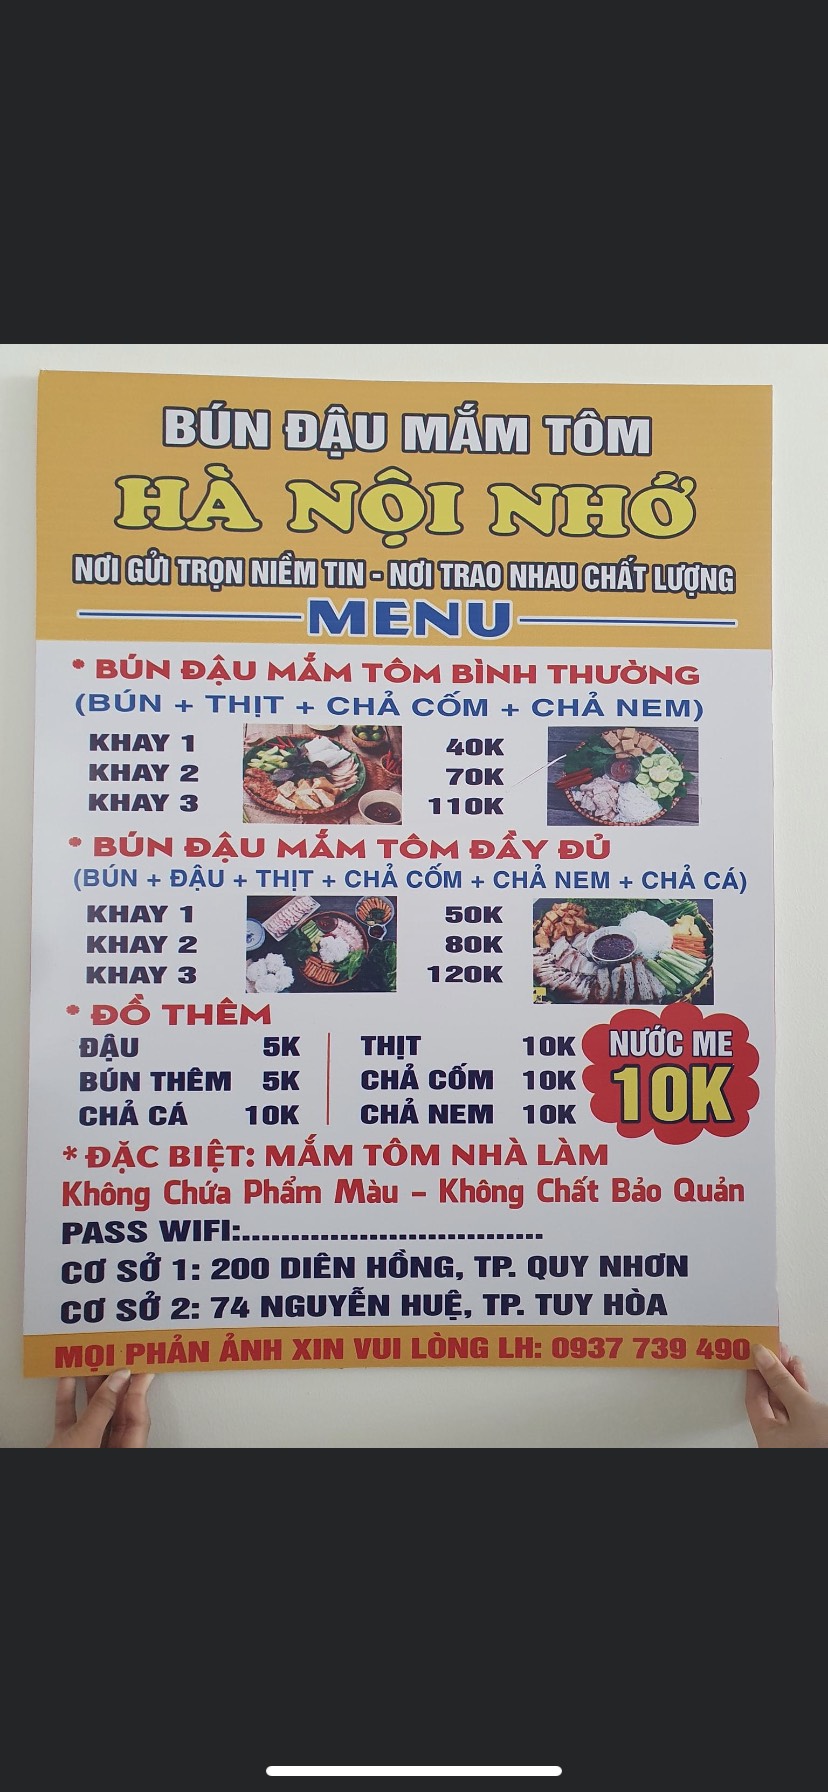 BÚN ĐẬU MẮM TÔM
HÀ NỘI NHỚ
NƠI GỬI TRỌN NIỀM TIN - NƠI TRAO NHAU CHẤT LƯỢNG
MENU
* BÚN ĐẬU MẮM TÔM BÌNH THƯỜNG
(BÚN + THỊT + CHẢ CỐM + CHẢ NEM)
KHAY 1 40K
KHAY 2 70K
KHAY 3 110K
* BÚN ĐẬU MẮM TÔM ĐẦY ĐỦ
(BÚN + ĐẬU + THỊT + CHẢ CỐM + CHẢ NEM + CHẢ CÁ)
KHAY 1 50K
KHAY 2 80K
KHAY 3 120K
* ĐỒ THÊM
ĐẬU 5K
BÚN THÊM 5K
CHẢ CÁ 10K
THỊT 10K
CHẢ CỐM 10K
CHẢ NEM 10K
NƯỚC ME
10K
* ĐẶC BIỆT: MẮM TÔM NHÀ LÀM
Không Chứa Phẩm Màu - Không Chất Bảo Quản
PASS WIFI:...............................
CƠ SỞ 1: 200 DIÊN HỒNG, TP. QUY NHƠN
CƠ SỞ 2: 74 NGUYỄN HUỆ, TP. TUY HÒA
MỌI PHẢN ẢNH XIN VUI LÒNG LH: 0937 739 490